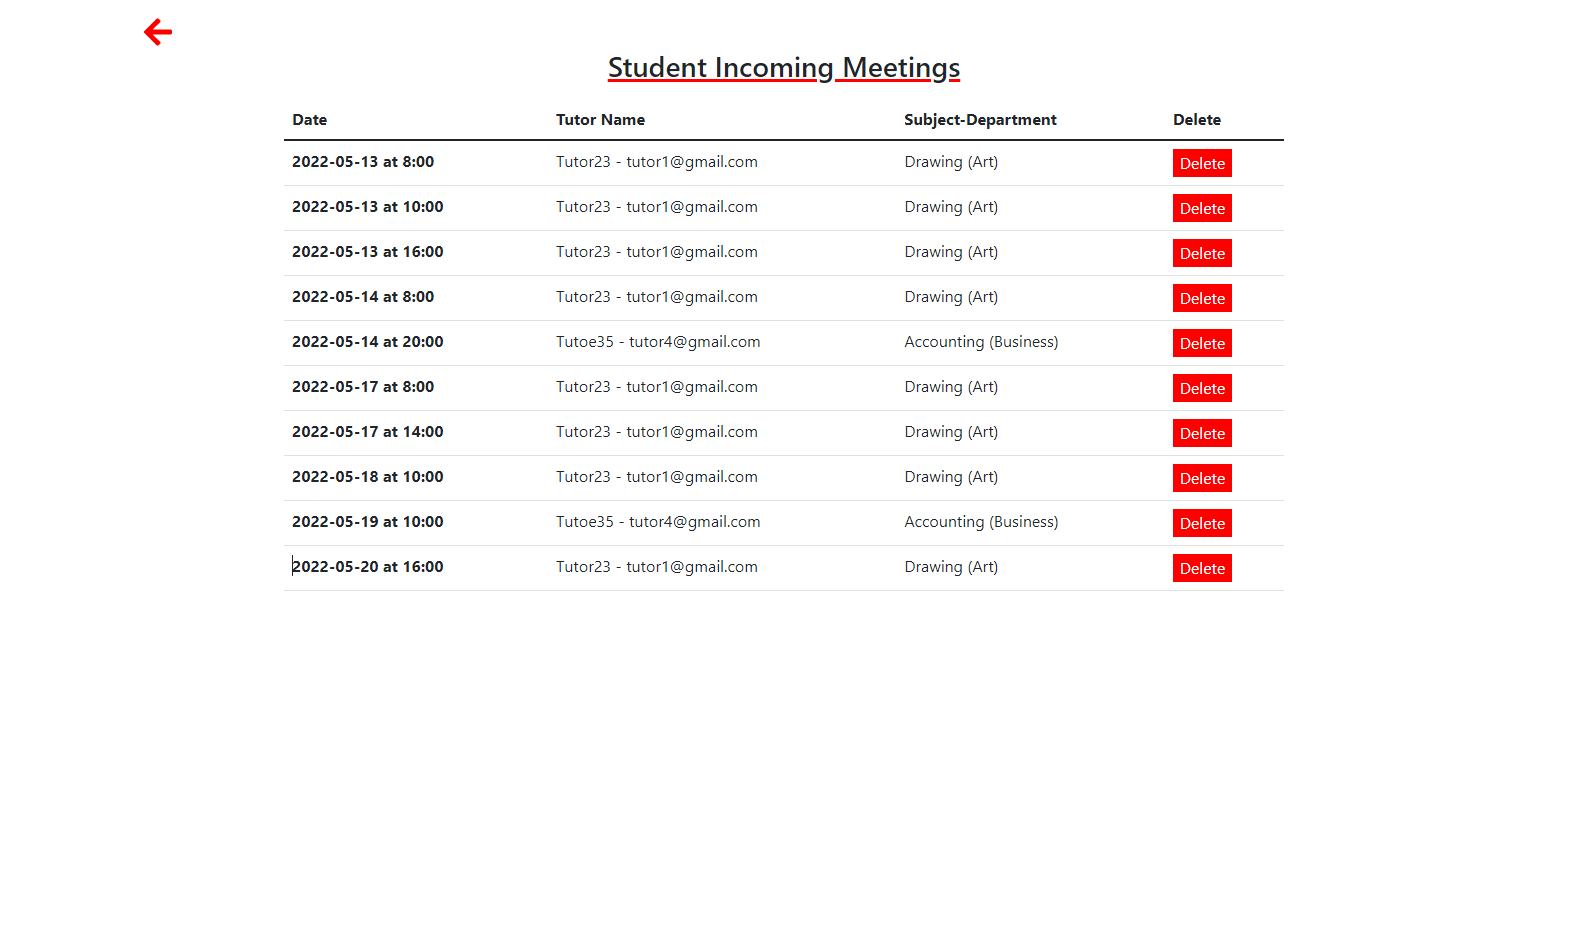 Student Incoming Meetings
Date Tutor Name Subject-Department Delete
2022-05-13 at 8:00 Tutor23 - tutor1@gmail.com Drawing (Art) Delete
2022-05-13 at 10:00 Tutor23 - tutor1@gmail.com Drawing (Art) Delete
2022-05-13 at 16:00 Tutor23 - tutor1@gmail.com Drawing (Art) Delete
2022-05-14 at 8:00 Tutor23 - tutor1@gmail.com Drawing (Art) Delete
2022-05-14 at 20:00 Tutoe35 - tutor4@gmail.com Accounting (Business) Delete
2022-05-17 at 8:00 Tutor23 - tutor1@gmail.com Drawing (Art) Delete
2022-05-17 at 14:00 Tutor23 - tutor1@gmail.com Drawing (Art) Delete
2022-05-18 at 10:00 Tutor23 - tutor1@gmail.com Drawing (Art) Delete
2022-05-19 at 10:00 Tutoe35 - tutor4@gmail.com Accounting (Business) Delete
2022-05-20 at 16:00 Tutor23 - tutor1@gmail.com Drawing (Art) Delete